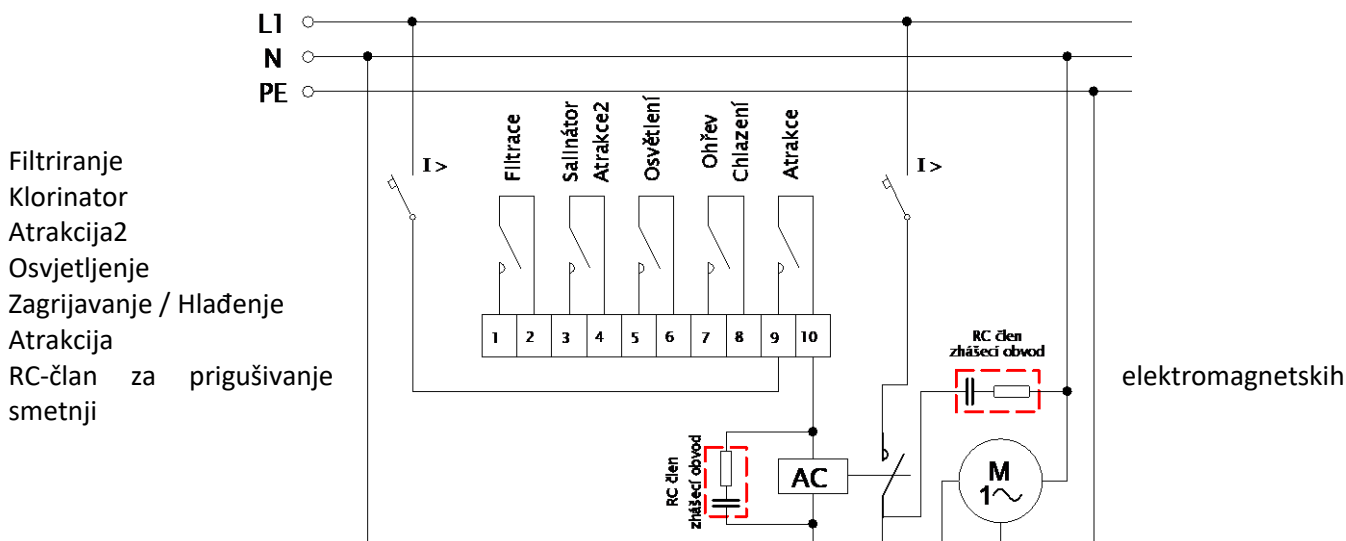 L1
N
PE
Filtriranje
Klorinator
Atrakcija2
Osvjetljenje
Zagrijavanje / Hlađenje
Atrakcija
RC-član za prigušivanje elektromagnetskih
smetnji
I >
Filtrace
Salinátor
Atrakce2
Osvětlení
Ohřev
Chlazení
Atrakce
I >
1 2 3 4 5 6 7 8 9 10
RC člen
zhášecí obvod
RC člen
zhášecí obvod
AC
M
1~